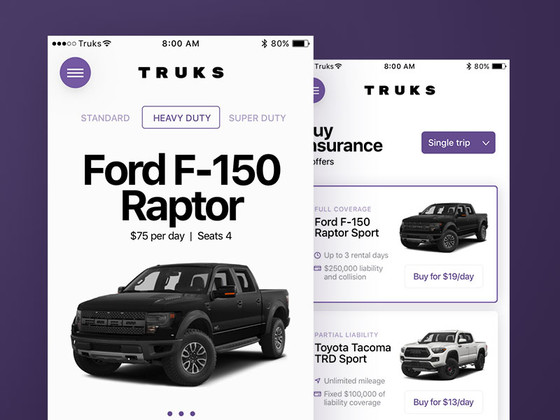 Truks
8:00 AM
80%
TRUKS
STANDARD
HEAVY DUTY
SUPER DUTY
Ford F-150
Raptor
$75 per day | Seats 4
Truks
8:00 AM
80%
TRUKS
uy
nsurance
offers
Single trip
FULL COVERAGE
Ford F-150
Raptor Sport
Up to 3 rental days
$250,000 liability
and collision
Buy for $19/day
PARTIAL LIABILITY
Toyota Tacoma
TRD Sport
Unlimited mileage
Fixed $100,000 of
liability coverage
Buy for $13/day